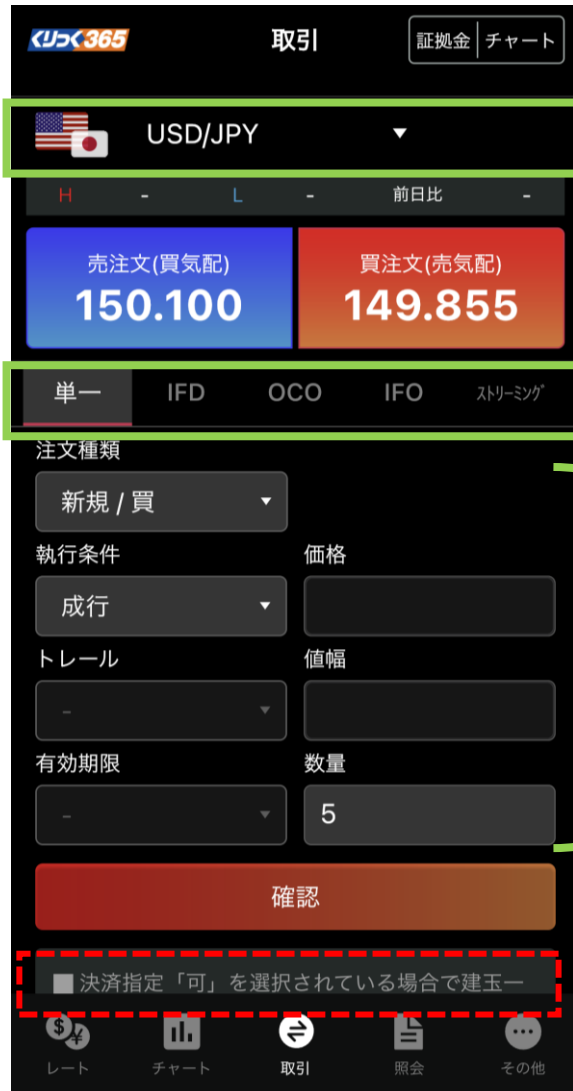 くりっく365 取引 証拠金 チャート
USD/JPY ▼
H - L - 前日比 -
売注文(買気配) 買注文(売気配)
150.100 149.855
単一 IFD OCO IFO ｽﾄﾘｰﾐﾝｸﾞ
注文種類
新規 / 買
執行条件 価格
成行
トレール 値幅
-
有効期限 数量
- 5
確認
■ 決済指定「可」を選択されている場合で建玉一
$ ¥
レート チャート 取引 照会 その他